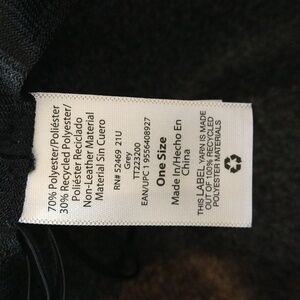 70% Polyester/Poliéster
30% Recycled Polyester/
Poliéster Reciclado
Non-Leather Material
Material Sin Cuero
RN# 52469 21U
Grey
TT223200
EAN/UPC 1 9556408927
One Size
Made In/Hecho En
China
THIS LABEL YARN IS MADE
OUT OF 100% RECYCLED
POLYESTER MATERIALS